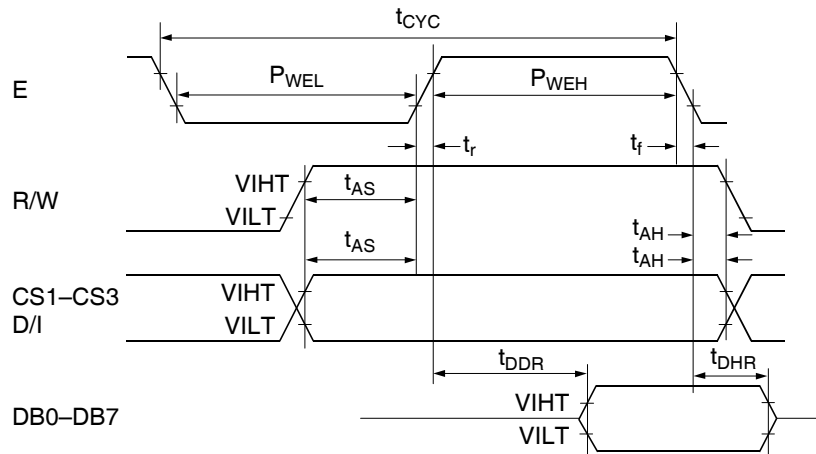 tCYC
E
PWEL
PWEH
tr
tf
R/W
VIHT
VILT
tAS
tAH
tAS
tAH
CS1–CS3
D/I
VIHT
VILT
tDDR
tDHR
DB0–DB7
VIHT
VILT